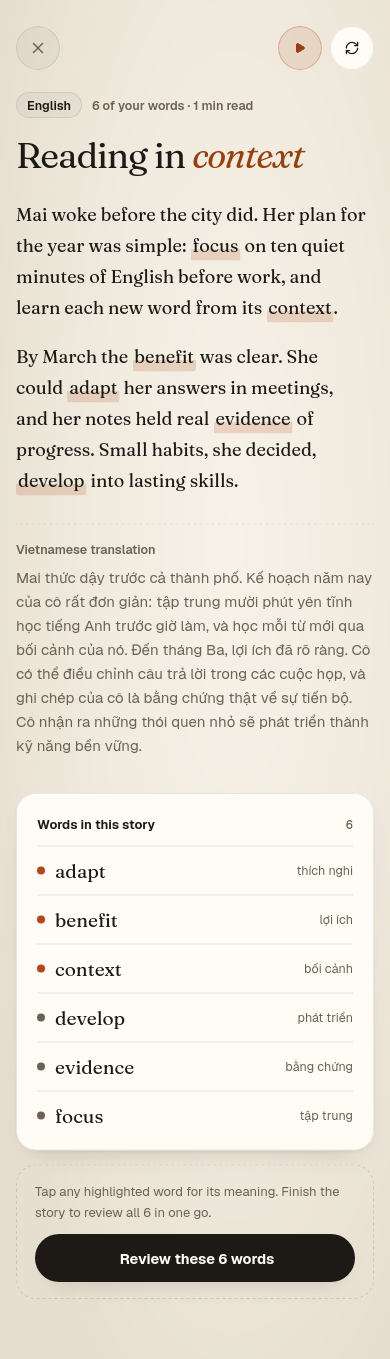 English 6 of your words · 1 min read
Reading in context
Mai woke before the city did. Her plan for
the year was simple: focus on ten quiet
minutes of English before work, and
learn each new word from its context.
By March the benefit was clear. She
could adapt her answers in meetings,
and her notes held real evidence of
progress. Small habits, she decided,
develop into lasting skills.
Vietnamese translation
Mai thức dậy trước cả thành phố. Kế hoạch năm nay
của cô rất đơn giản: tập trung mười phút yên tĩnh
học tiếng Anh trước giờ làm, và học mỗi từ mới qua
bối cảnh của nó. Đến tháng Ba, lợi ích đã rõ ràng. Cô
có thể điều chỉnh câu trả lời trong các cuộc họp, và
ghi chép của cô là bằng chứng thật về sự tiến bộ.
Cô nhận ra những thói quen nhỏ sẽ phát triển thành
kỹ năng bền vững.
Words in this story 6
adapt thích nghi
benefit lợi ích
context bối cảnh
develop phát triển
evidence bằng chứng
focus tập trung
Tap any highlighted word for its meaning. Finish the
story to review all 6 in one go.
Review these 6 words